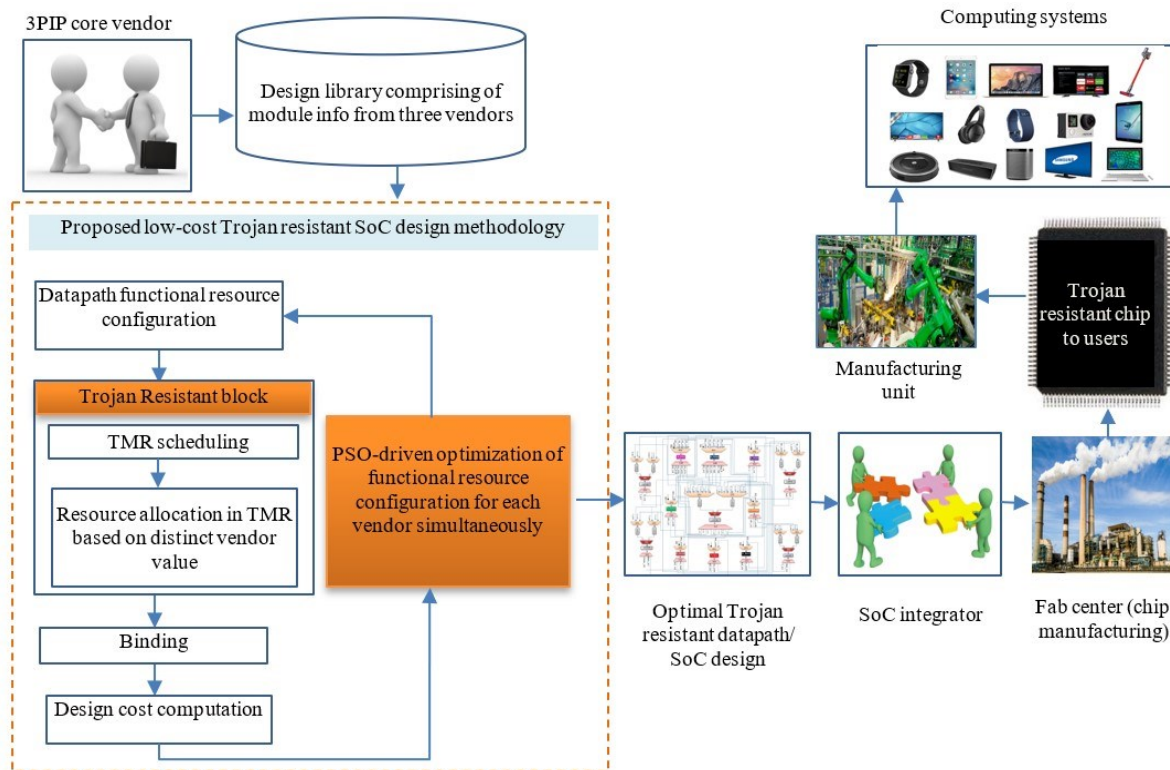 3PIP core vendor
Design library comprising of
module info from three vendors
Proposed low-cost Trojan resistant SoC design methodology
Datapath functional resource
configuration
Trojan Resistant block
TMR scheduling
Resource allocation in TMR
based on distinct vendor
value
Binding
Design cost computation
PSO-driven optimization of
functional resource
configuration for each
vendor simultaneously
Optimal Trojan
resistant datapath/
SoC design
SoC integrator
Fab center (chip
manufacturing)
Trojan
resistant chip
to users
Manufacturing
unit
Computing systems
SAMSUNG